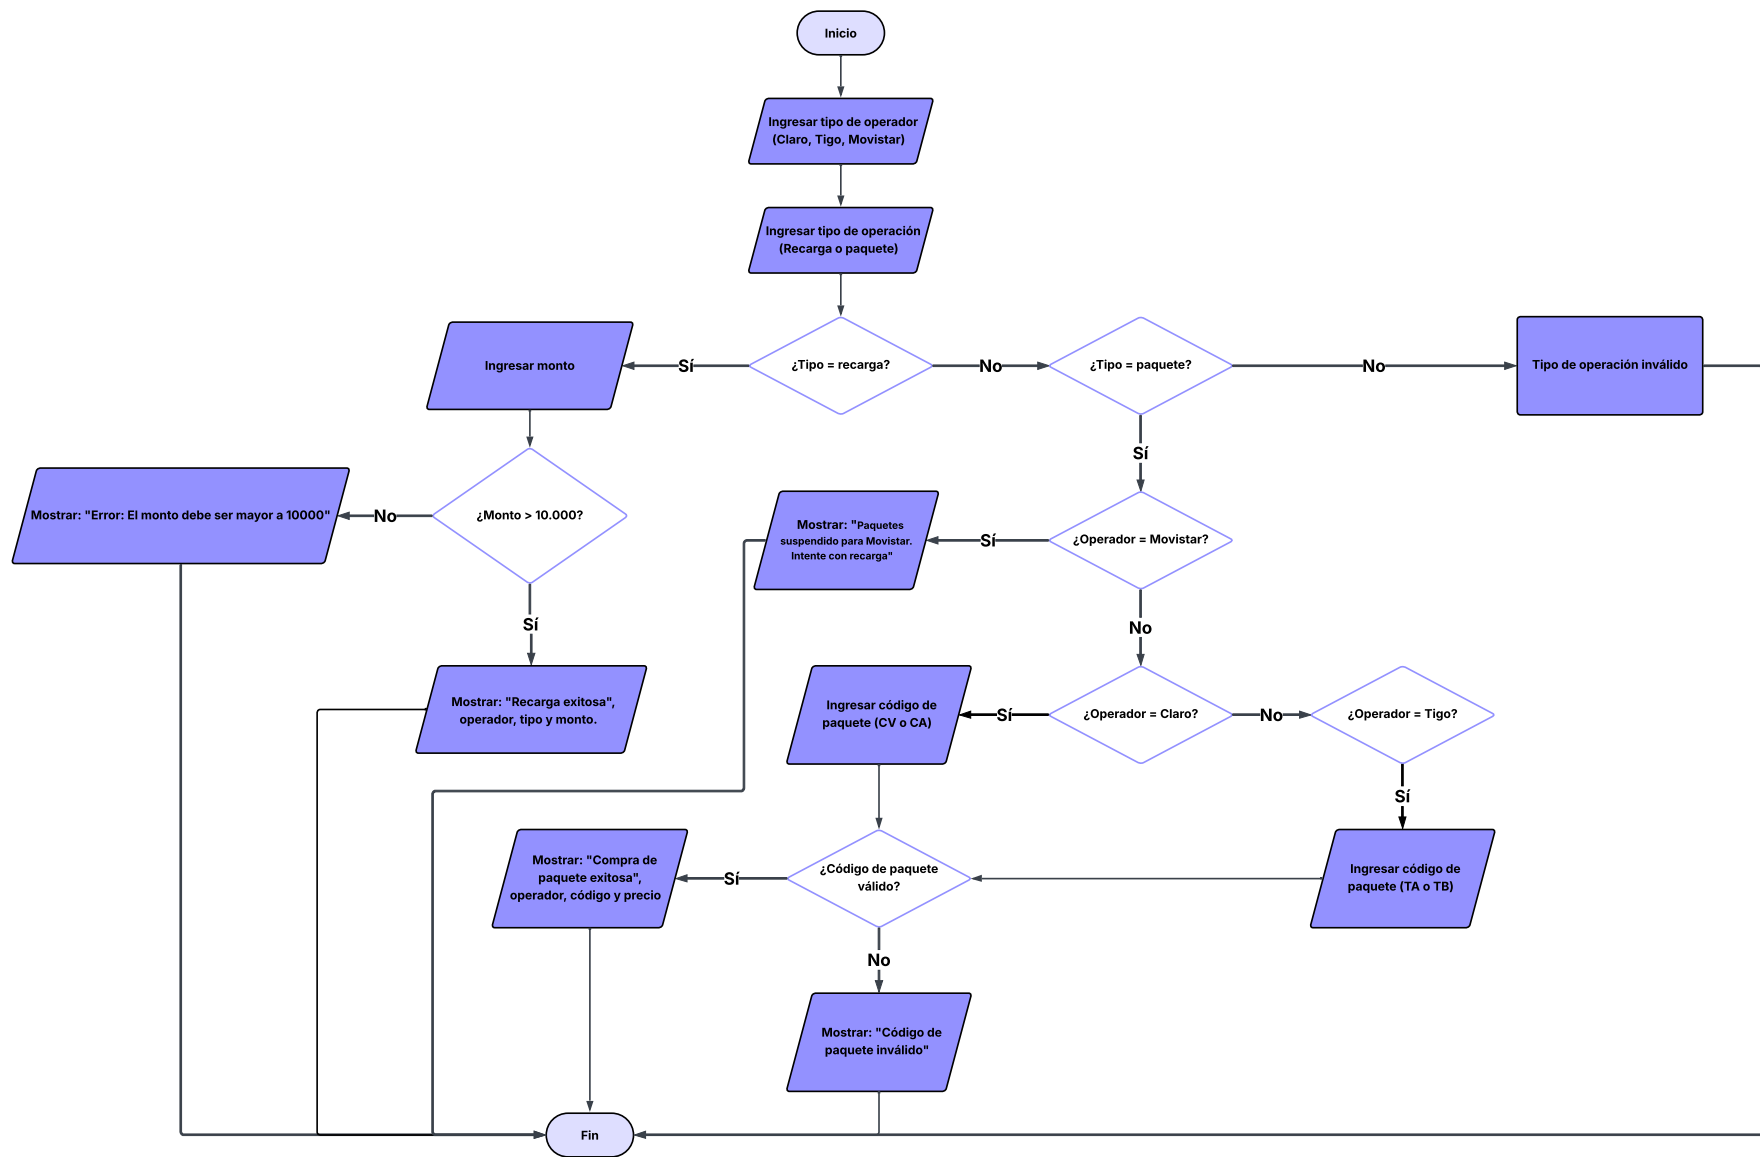 Inicio
Ingresar tipo de operador
(Claro, Tigo, Movistar)
Ingresar tipo de operación
(Recarga o paquete)
Ingresar monto
Sí
¿Tipo = recarga?
No
¿Tipo = paquete?
No
Tipo de operación inválido
Sí
Mostrar: "Error: El monto debe ser mayor a 10000"
No
¿Monto > 10.000?
Mostrar: "Paquetes
suspendido para Movistar.
Intente con recarga"
Sí
¿Operador = Movistar?
Sí
No
Mostrar: "Recarga exitosa",
operador, tipo y monto.
Ingresar código de
paquete (CV o CA)
Sí
¿Operador = Claro?
No
¿Operador = Tigo?
Sí
Mostrar: "Compra de
paquete exitosa",
operador, código y precio
Sí
¿Código de paquete
válido?
Ingresar código de
paquete (TA o TB)
No
Mostrar: "Código de
paquete inválido"
Fin